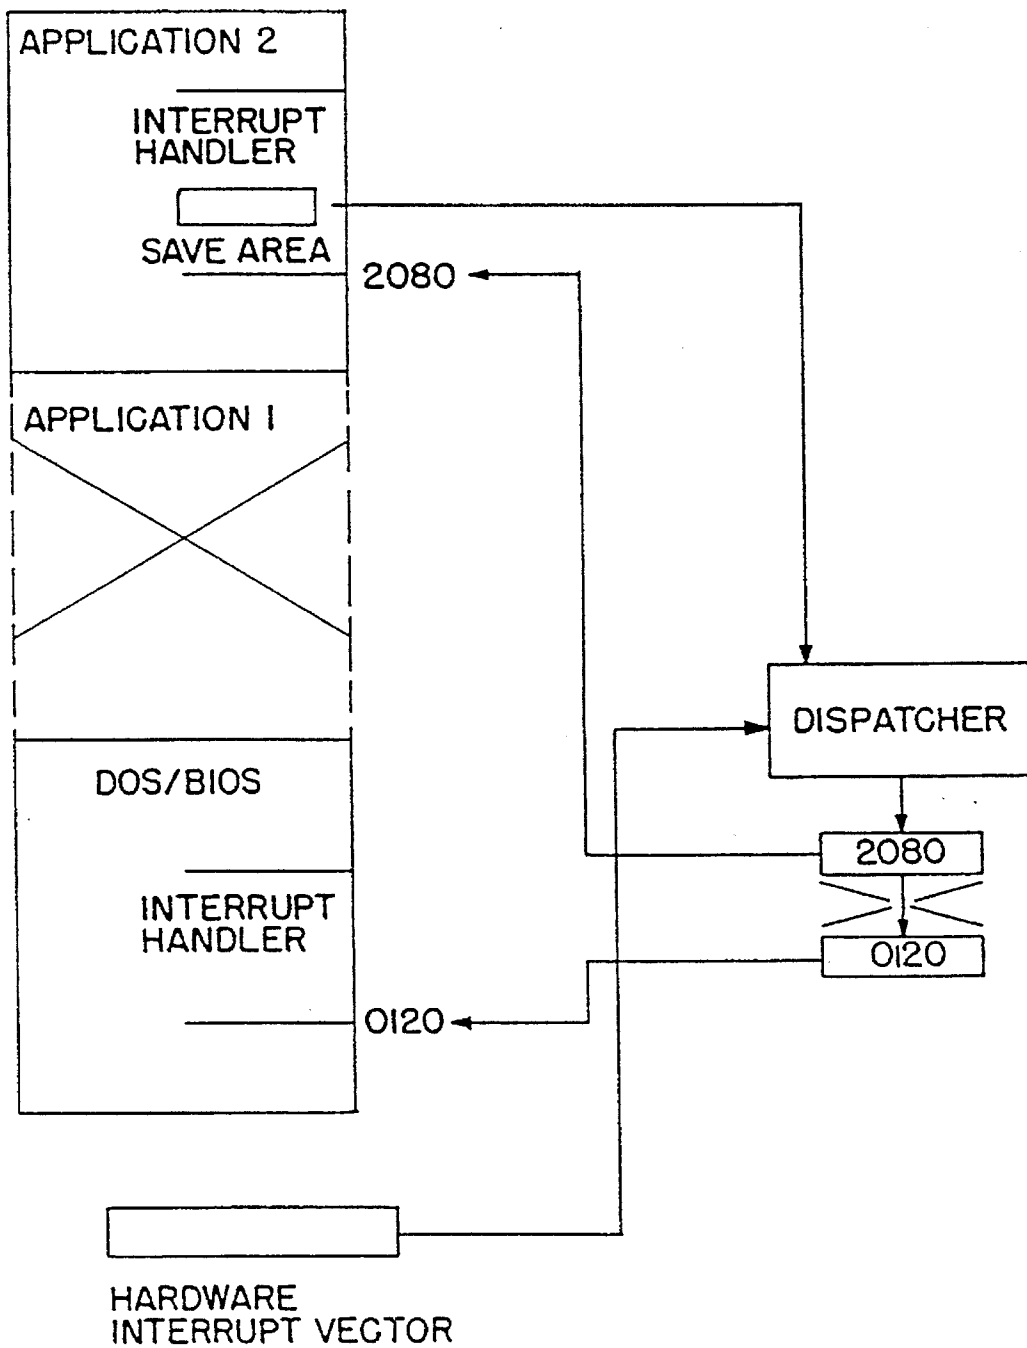 APPLICATION 2
INTERRUPT
HANDLER
SAVE AREA
2080
APPLICATION 1
DISPATCHER
DOS/BIOS
2080
INTERRUPT
HANDLER
0120
0120
HARDWARE
INTERRUPT VECTOR